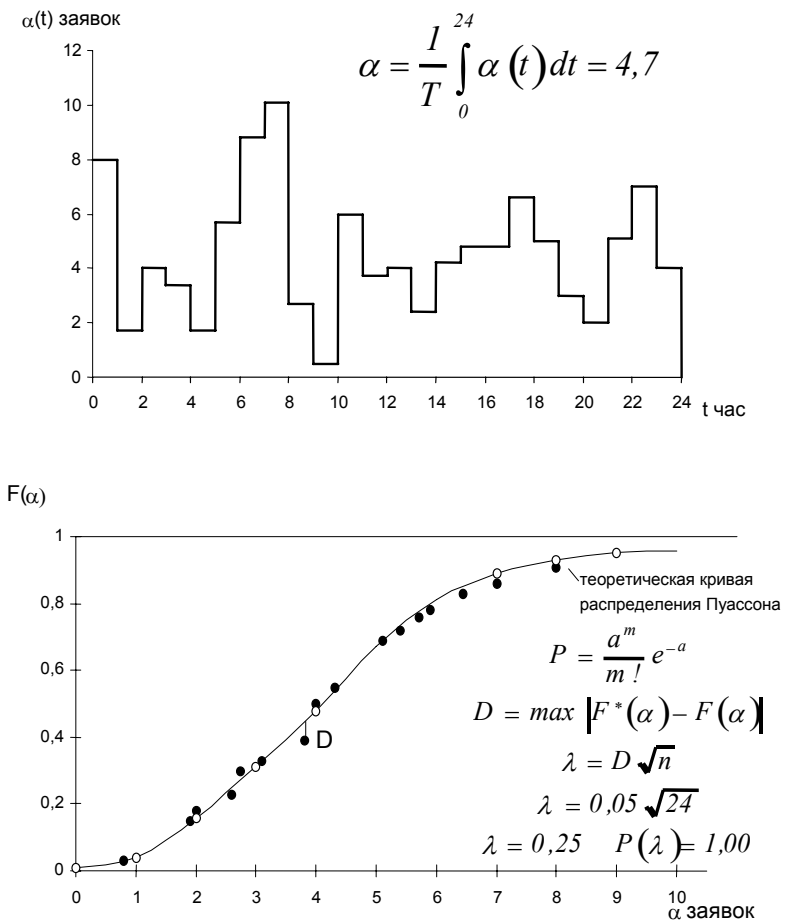 α(t) заявок
α = 1/T ∫₀²⁴ α (t) dt = 4,7
12
10
8
6
4
2
0
0 2 4 6 8 10 12 14 16 18 20 22 24
t час
F(α)
1
0,8
0,6
0,4
0,2
0
теоретическая кривая
распределения Пуассона
P = a^m / m ! e^{-a}
D = max |F*(α) – F(α)|
D
λ = D √n
λ = 0,05 √24
λ = 0,25 P(λ) = 1,00
0 1 2 3 4 5 6 7 8 9 10
α заявок